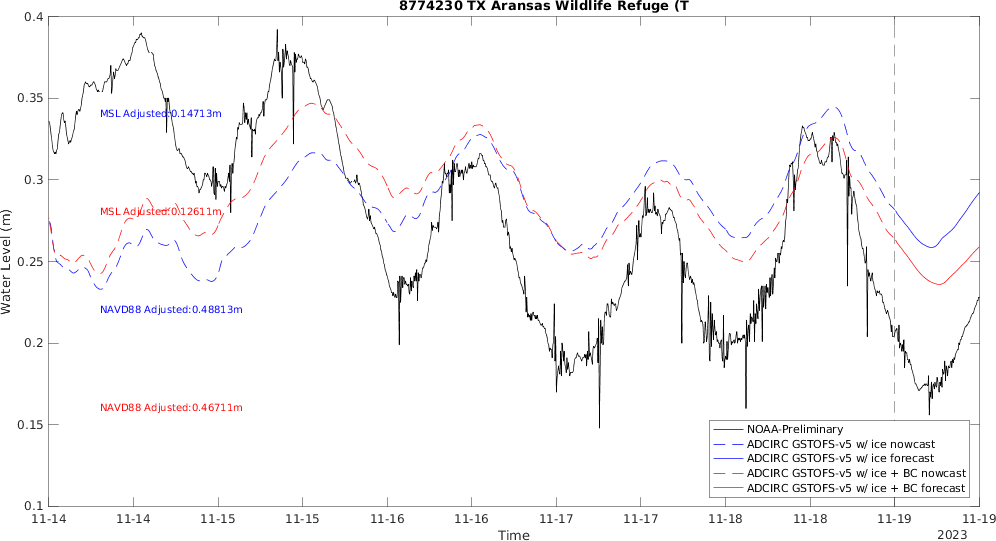 8774230 TX Aransas Wildlife Refuge (T
0.4
0.35
0.3
0.25
0.2
0.15
0.1
Water Level (m)
MSL Adjusted:0.14713m
MSL Adjusted:0.12611m
NAVD88 Adjusted:0.48813m
NAVD88 Adjusted:0.46711m
NOAA-Preliminary
ADCIRC GSTOFS-v5 w/ ice nowcast
ADCIRC GSTOFS-v5 w/ ice forecast
ADCIRC GSTOFS-v5 w/ ice + BC nowcast
ADCIRC GSTOFS-v5 w/ ice + BC forecast
11-14 11-14 11-15 11-15 11-16 11-16 11-17 11-17 11-18 11-18 11-19 11-19
Time
2023